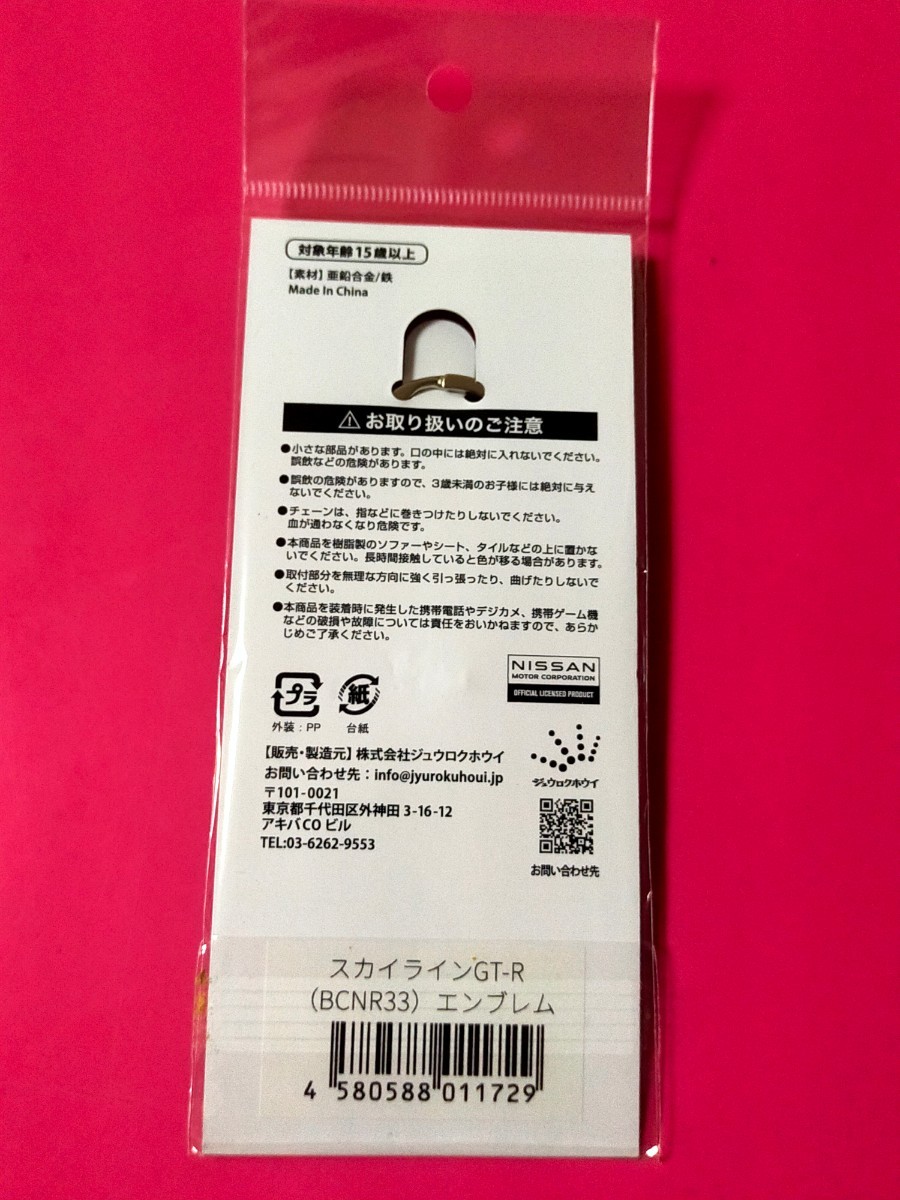 対象年齢15歳以上
【素材】亜鉛合金/鉄
Made In China
⚠お取り扱いのご注意
●小さな部品があります。口の中には絶対に入れないでください。
誤飲などの危険があります。
●誤飲の危険がありますので、3歳未満のお子様には絶対に与え
ないでください。
●チェーンは、指などに巻きつけたりしないでください。
血が通わなくなり危険です。
●本商品を樹脂製のソファーやシート、タイルなどの上に置かな
いでください。長時間接触していると色が移る場合があります。
●取付部分を無理な方向に強く引っ張ったり、曲げたりしないで
ください。
●本商品を装着時に発生した携帯電話やデジカメ、携帯ゲーム機
などの破損や故障については責任をおいかねますので、あらか
じめご了承ください。
NISSAN
MOTOR CORPORATION
OFFICIAL LICENSED PRODUCT
プラ
紙
外装：PP
台紙
【販売・製造元】株式会社ジュウロクホウイ
お問い合わせ先：info@jyurokuhoui.jp
〒101-0021
東京都千代田区外神田 3-16-12
アキバCO ビル
TEL:03-6262-9553
ジュウロクホウイ
お問い合わせ先
スカイラインGT-R
（BCNR33）エンブレム
4 580588 011729